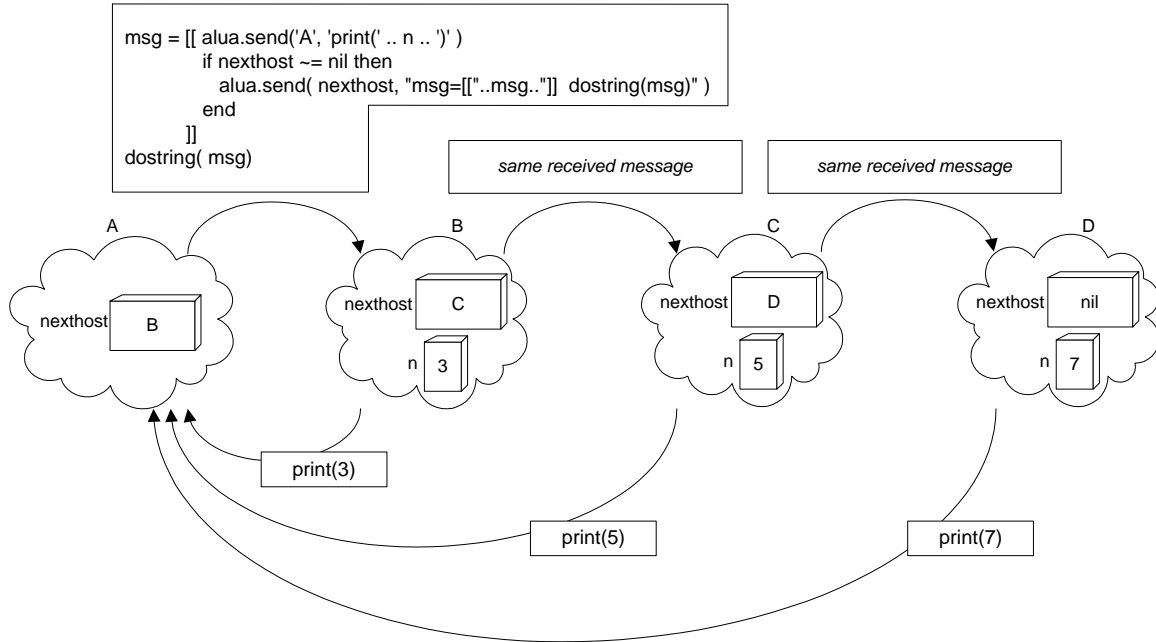 msg = [[ alua.send('A', 'print(' .. n .. ')' )
if nexthost ~= nil then
alua.send( nexthost, "msg=[["..msg.."]]  dostring(msg)" )
end
]]
dostring( msg)
same received message
same received message
A
B
C
D
nexthost
B
nexthost
C
n
3
nexthost
D
n
5
nexthost
nil
n
7
print(3)
print(5)
print(7)